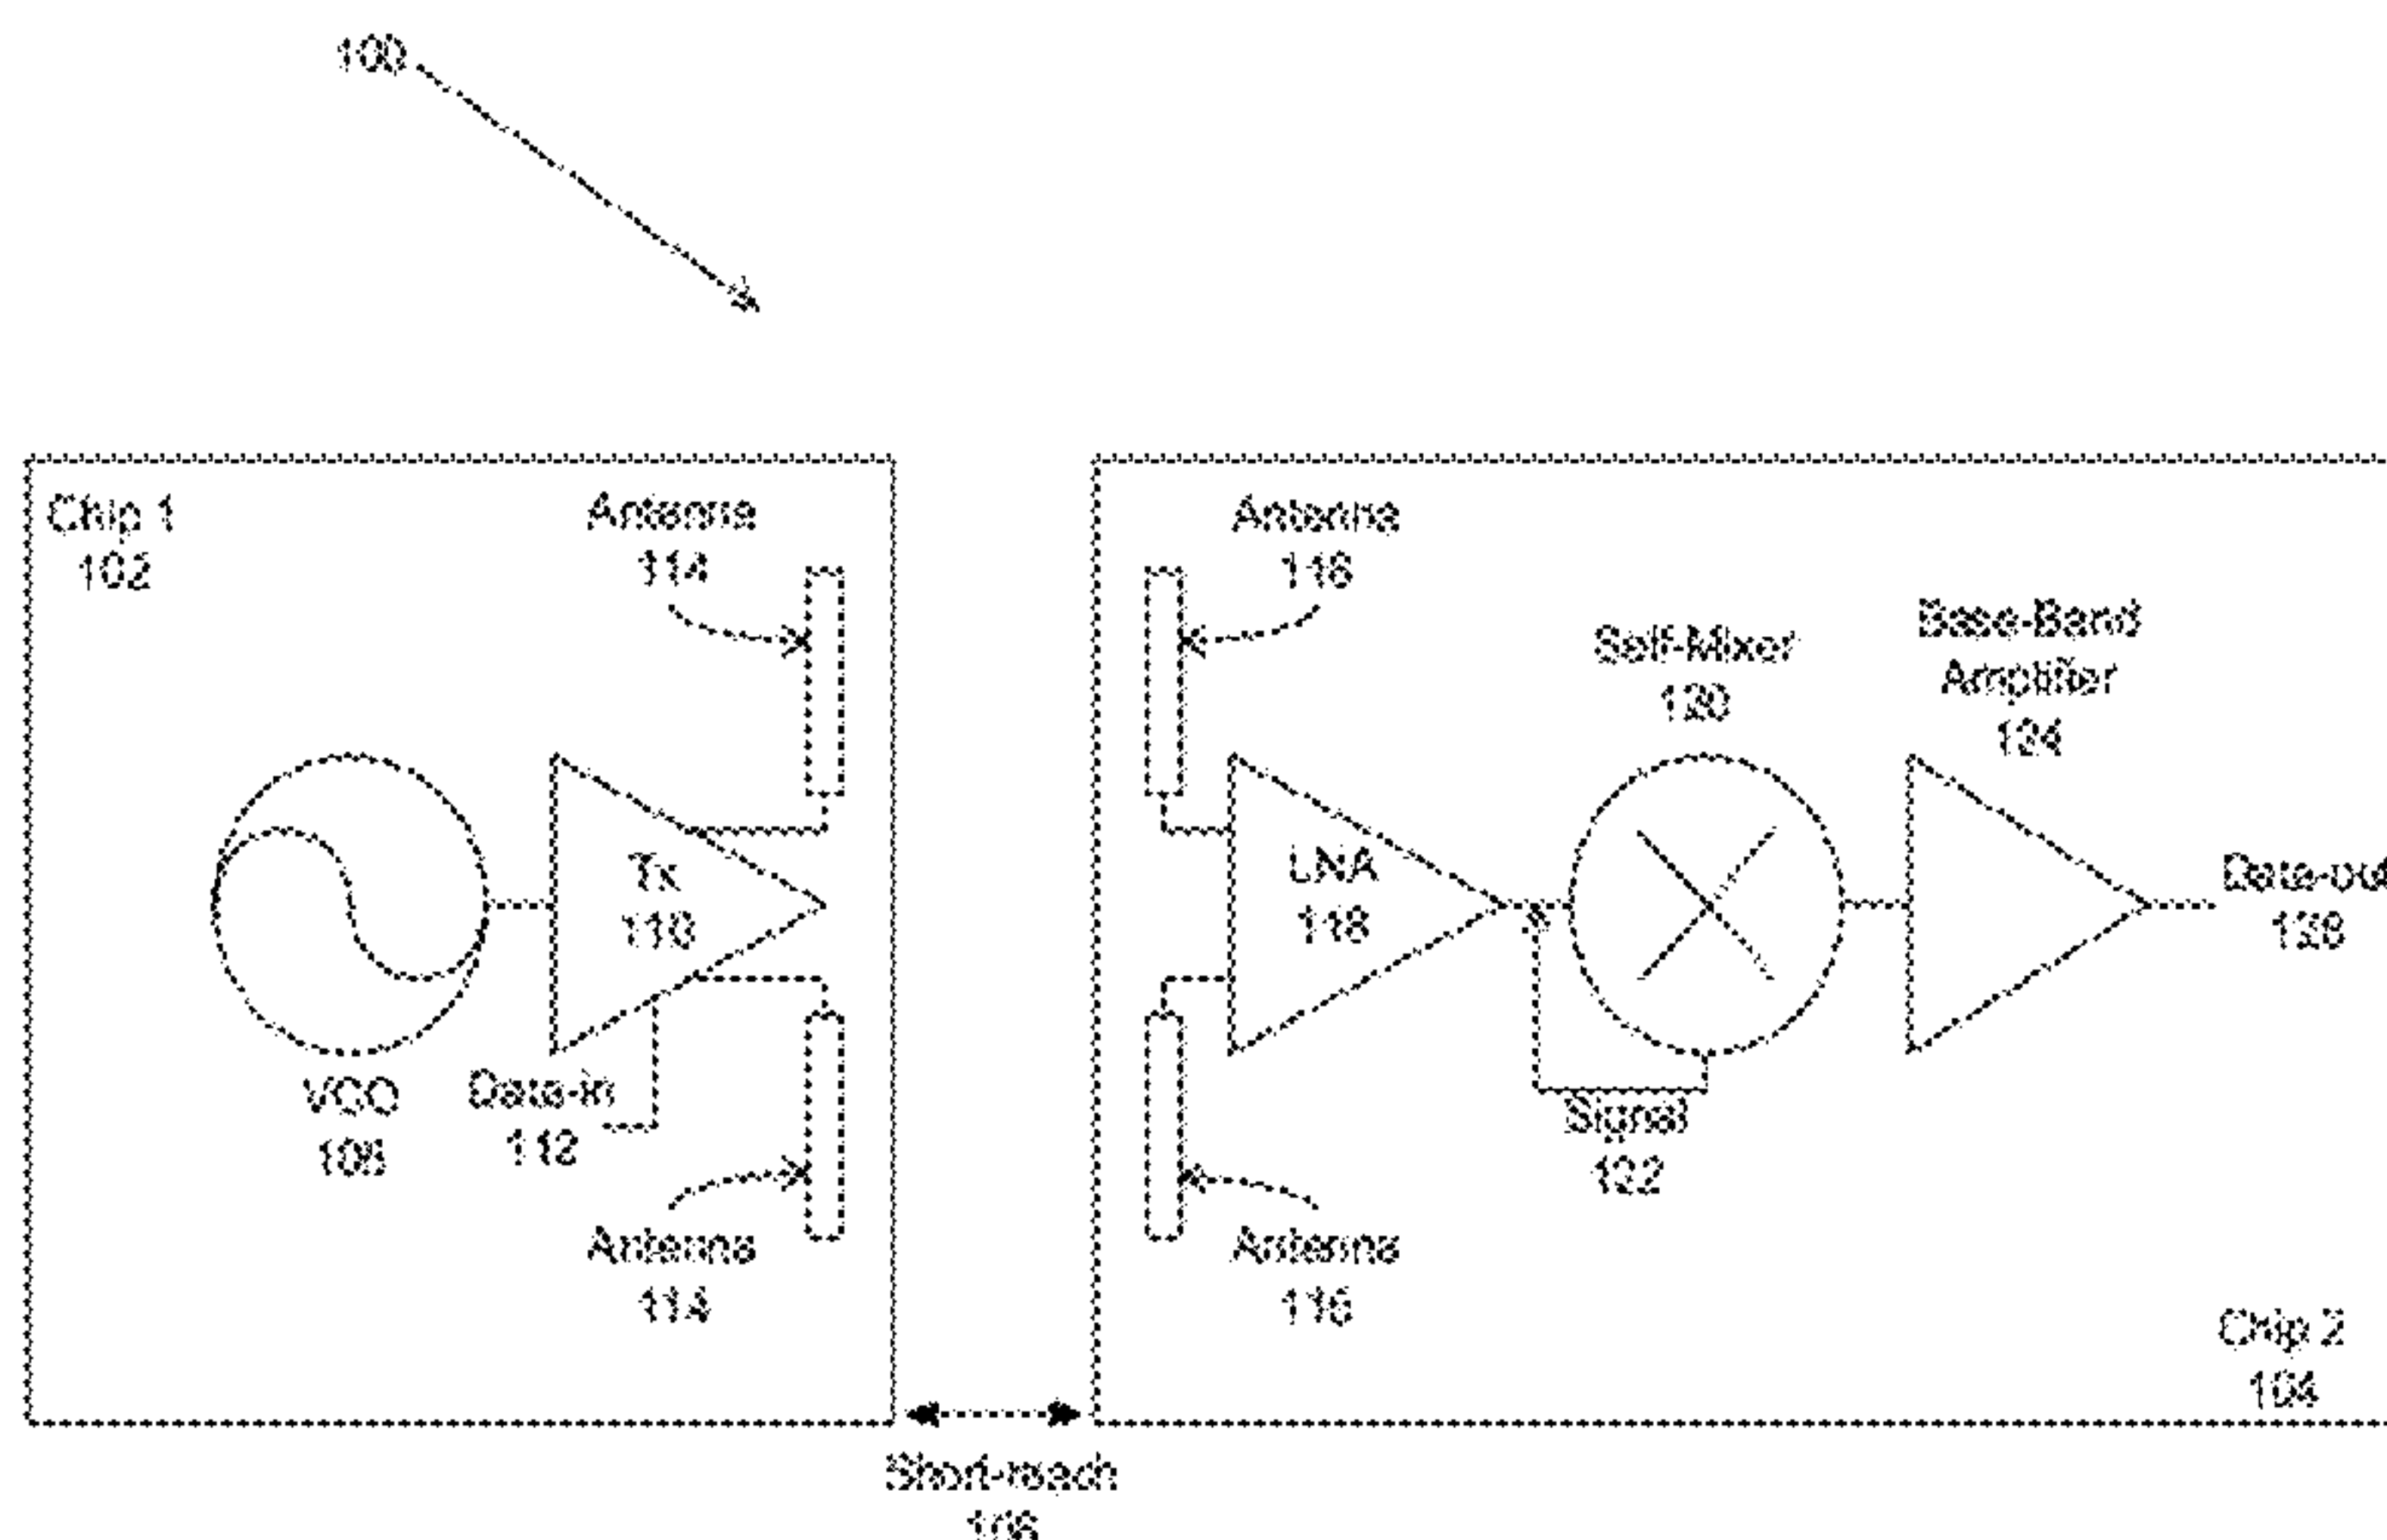 100
Chip 1
102
Antenna
114
VCO
108
Tx
110
Data-in
112
Antenna
114
Short-reach
106
Antenna
116
LNA
118
Self-Mixer
120
Signal
122
Base-Band
Amplifier
124
Data-out
Antenna
116
Chip 2
104